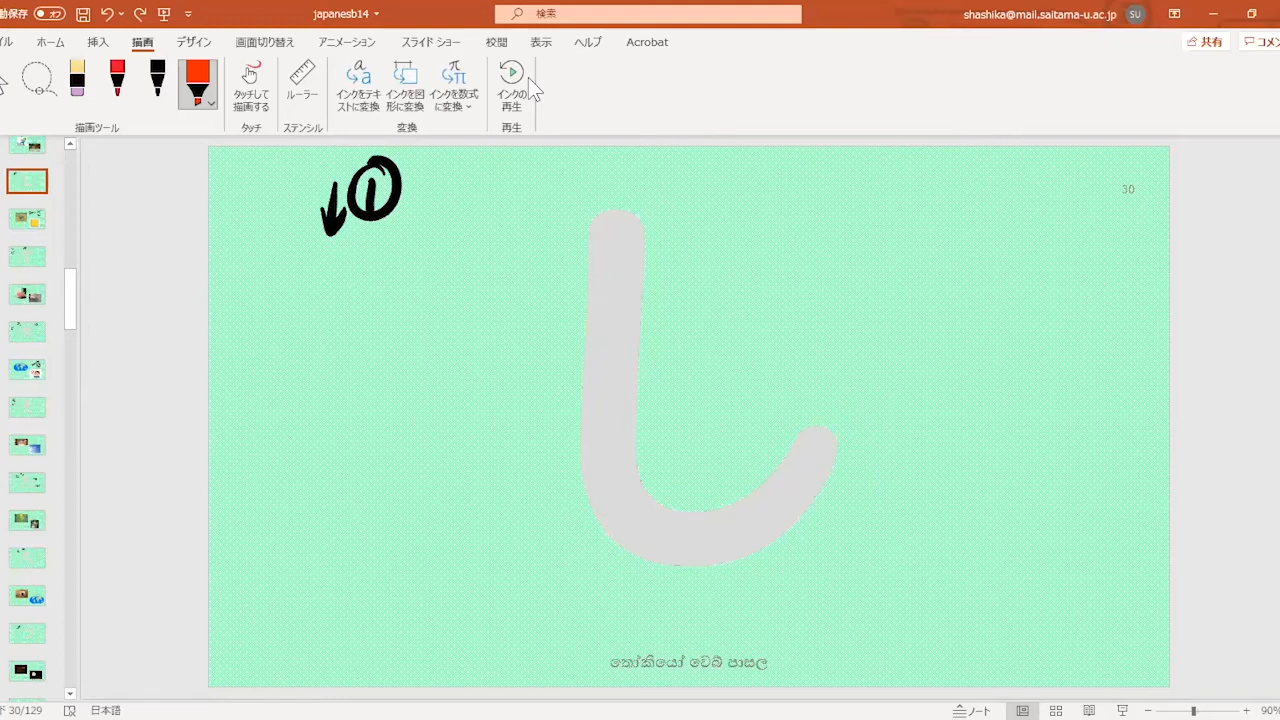 動保存 オフ japanesb14 検索 shashika@mail.saitama-u.ac.jp SU
イル ホーム 挿入 描画 デザイン 画面切り替え アニメーション スライド ショー 校閲 表示 ヘルプ Acrobat 共有 コメン
タッチして
描画する
ルーラー
インクをテキ
ストに変換
インクを図
形に変換
インクを数式
に変換
インクの
再生
描画ツール タッチ ステンシル 変換 再生
①
30
し
තෝකියෝ වෙබ් පාසල
ド 30/129 日本語 ノート 90%